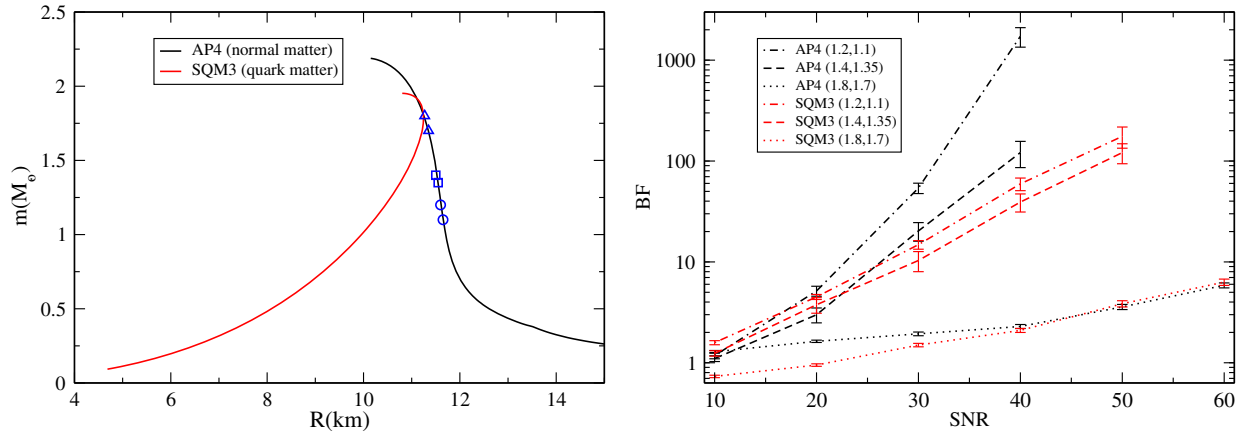 2.5
2
1.5
1
0.5
0
m(M_ɵ)
4
6
8
10
12
14
R(km)
AP4 (normal matter)
SQM3 (quark matter)
1000
100
10
1
BF
10
20
30
40
50
60
SNR
AP4 (1.2,1.1)
AP4 (1.4,1.35)
AP4 (1.8,1.7)
SQM3 (1.2,1.1)
SQM3 (1.4,1.35)
SQM3 (1.8,1.7)